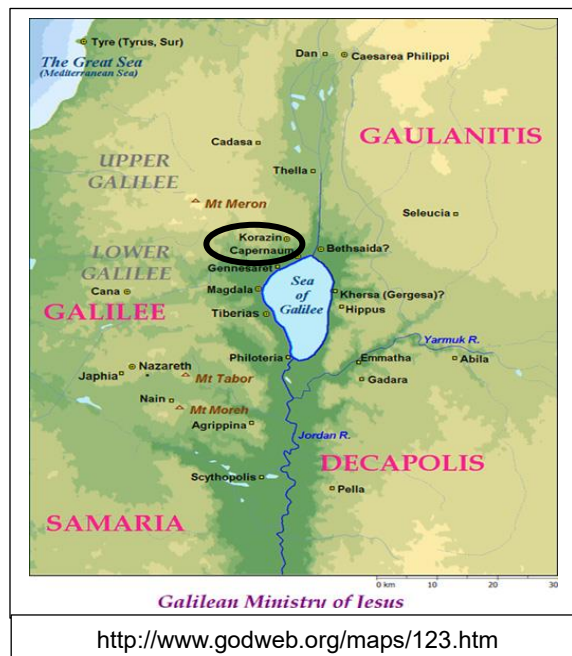 Tyre (Tyrus, Sur)
The Great Sea
(Mediterranean Sea)
Dan
Caesarea Philippi
GAULANITIS
Cadasa
UPPER
GALILEE
Thella
Mt Meron
Seleucia
Korazin
Capernaum
Bethsaida?
LOWER
GALILEE
Gennesaret
Cana
Magdala
Sea
of
Galilee
Khersa (Gergesa)?
GALILEE
Tiberias
Hippus
Yarmuk R.
Philoteria
Emmatha
Abila
Nazareth
Japhia
Mt Tabor
Gadara
Nain
Mt Moreh
Agrippina
Jordan R.
DECAPOLIS
Scythopolis
Pella
SAMARIA
0 km 10 20 30
Galilean Ministry of Jesus
http://www.godweb.org/maps/123.htm